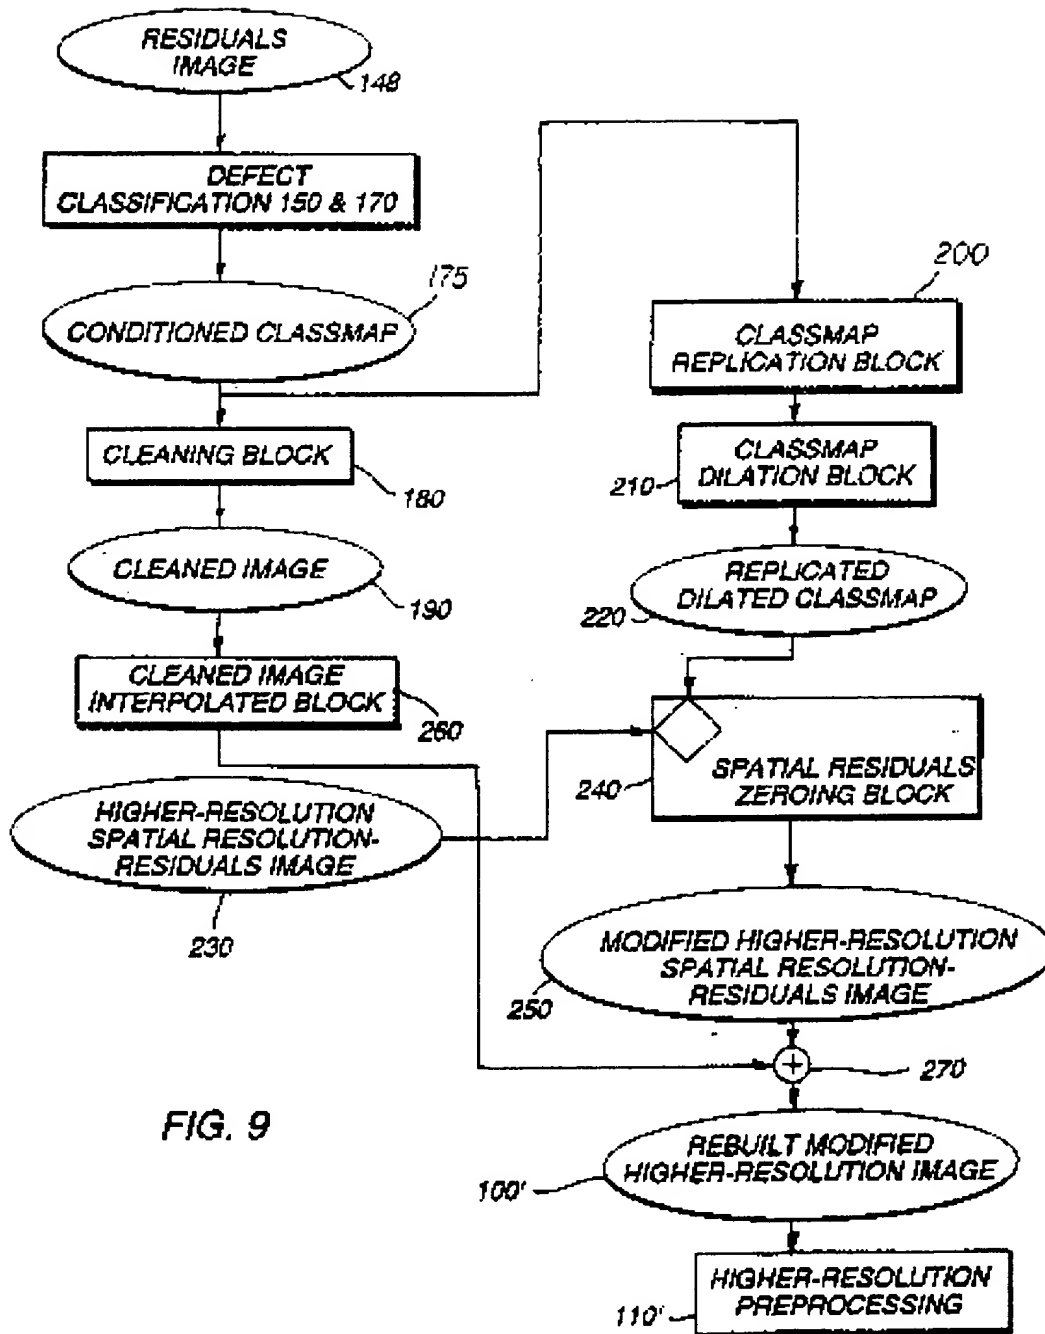 RESIDUALS
IMAGE
148
DEFECT
CLASSIFICATION 150 & 170
175
CONDITIONED CLASSMAP
CLEANING BLOCK
180
CLEANED IMAGE
190
CLEANED IMAGE
INTERPOLATED BLOCK
260
HIGHER-RESOLUTION
SPATIAL RESOLUTION-
RESIDUALS IMAGE
230
200
CLASSMAP
REPLICATION BLOCK
CLASSMAP
DILATION BLOCK
210
REPLICATED
DILATED CLASSMAP
220
SPATIAL RESIDUALS
ZEROING BLOCK
240
MODIFIED HIGHER-RESOLUTION
SPATIAL RESOLUTION-
RESIDUALS IMAGE
250
+
270
REBUILT MODIFIED
HIGHER-RESOLUTION IMAGE
100'
HIGHER-RESOLUTION
PREPROCESSING
110'
FIG. 9